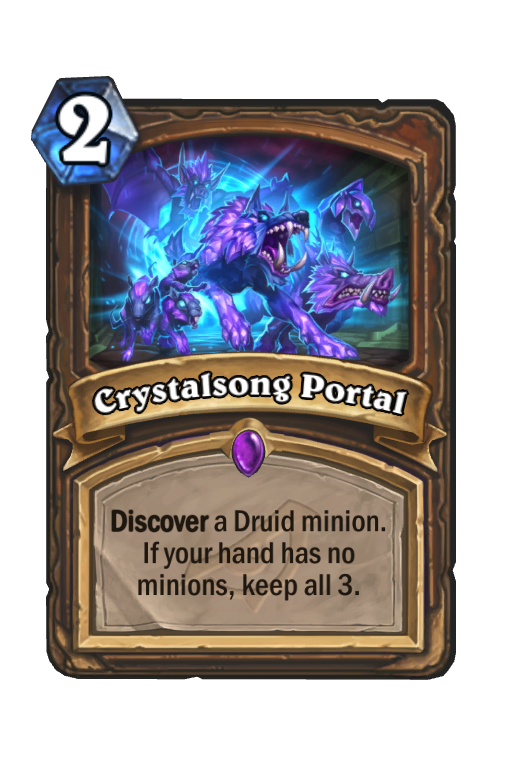 2
Crystalsong Portal
Discover a Druid minion.
If your hand has no
minions, keep all 3.